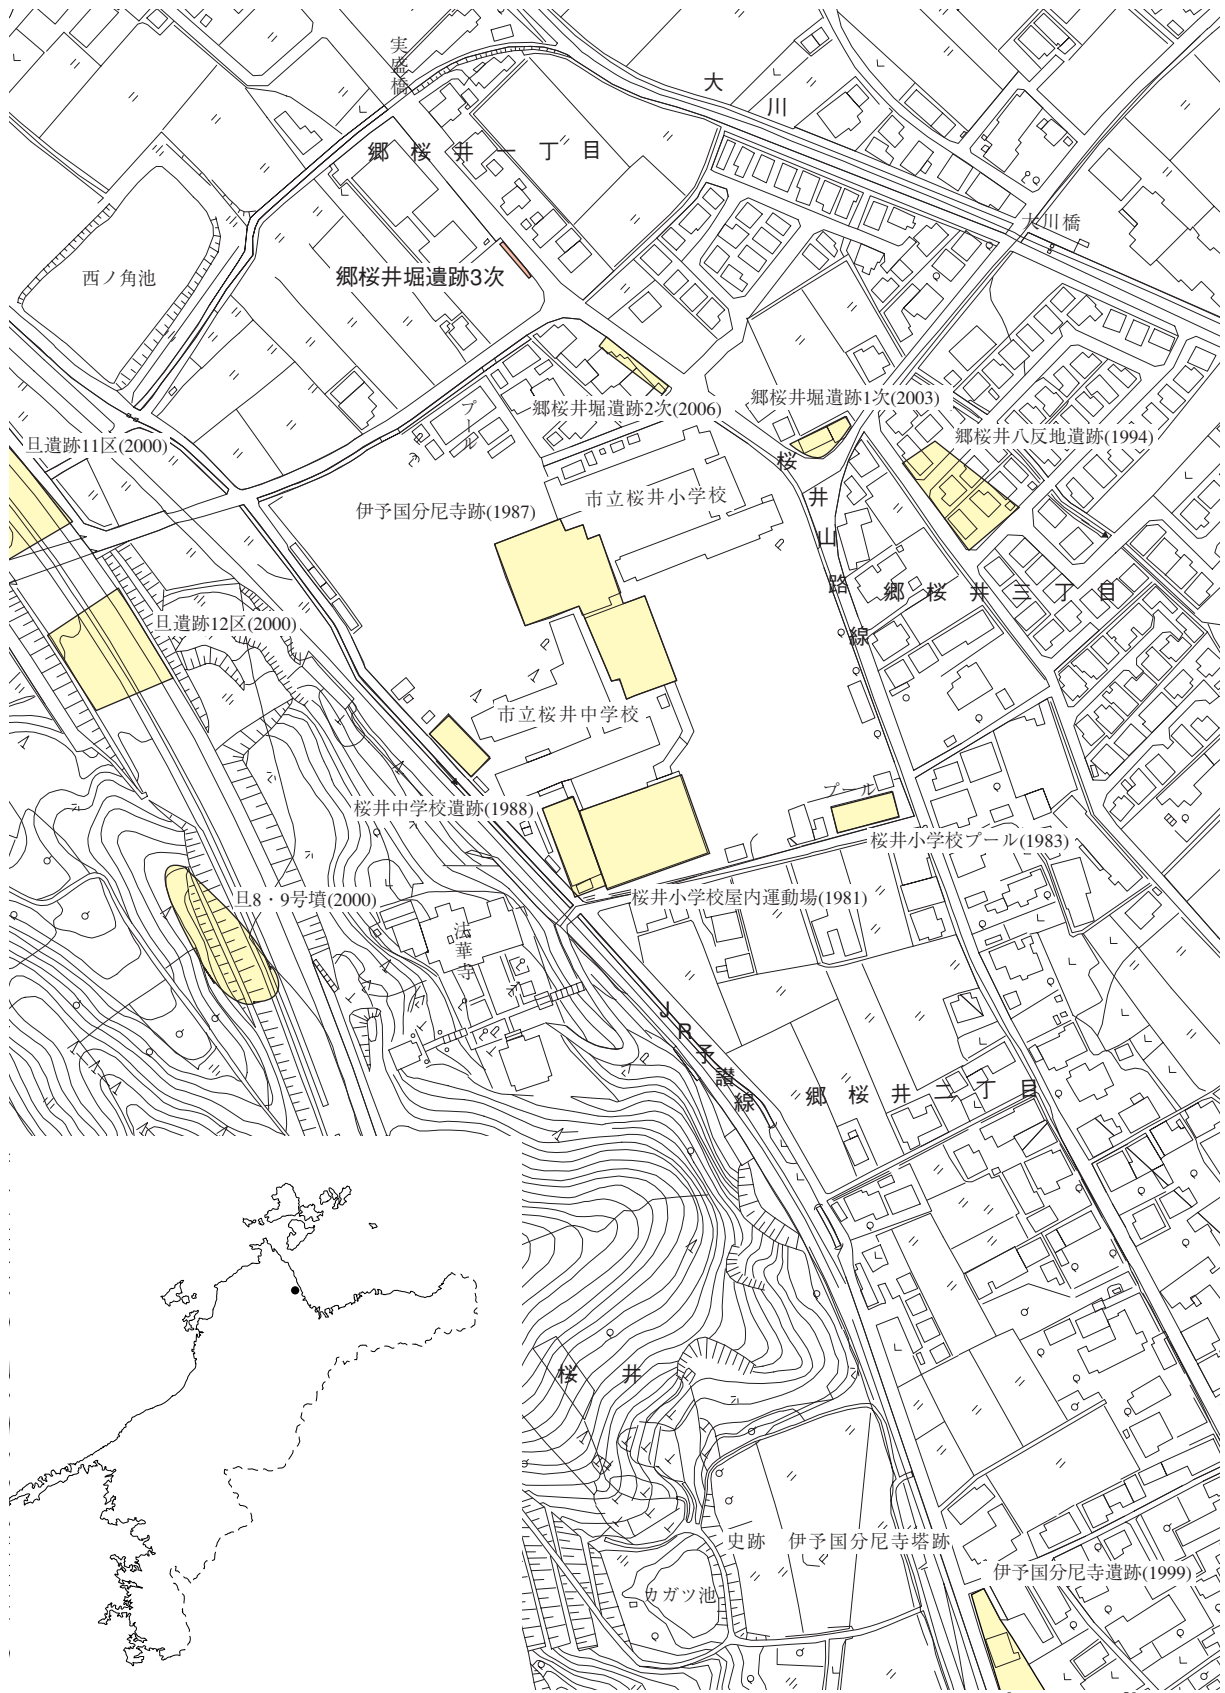 実盛橋
大川
郷桜井一丁目
大川橋
西ノ角池
郷桜井堀遺跡3次
郷桜井堀遺跡1次(2003)
プール
郷桜井堀遺跡2次(2006)
郷桜井八反地遺跡(1994)
旦遺跡11区(2000)
桜井山路線
市立桜井小学校
伊予国分尼寺跡(1987)
郷桜井三丁目
旦遺跡12区(2000)
市立桜井中学校
プール
桜井中学校遺跡(1988)
桜井小学校プール(1983)
旦8・9号墳(2000)
桜井小学校屋内運動場(1981)
法華寺
JR予讃線
郷桜井二丁目
桜井
史跡 伊予国分尼寺塔跡
伊予国分尼寺遺跡(1999)
カガツ池